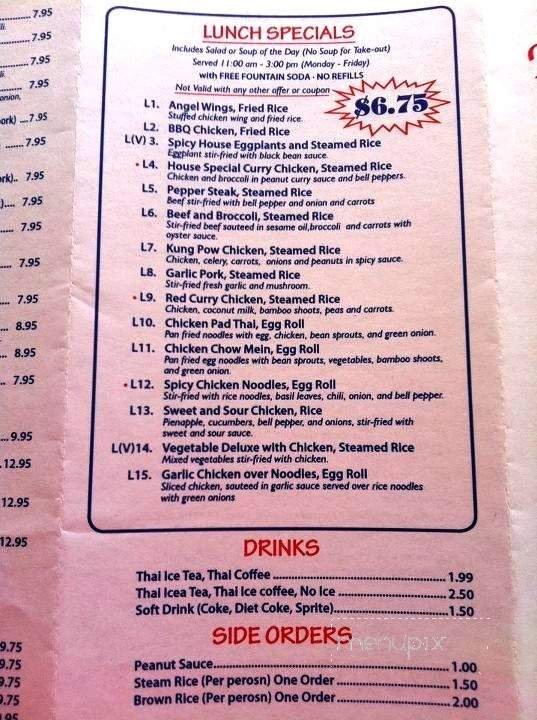 LUNCH SPECIALS
Includes Salad or Soup of the Day (No Soup for Take-out)
Served 11:00 am - 3:00 pm (Monday - Friday)
with FREE FOUNTAIN SODA - NO REFILLS
Not Valid with any other offer or coupon
$6.75
L1. Angel Wings, Fried Rice
Stuffed chicken wing and fried rice.
L2. BBQ Chicken, Fried Rice
L(V) 3. Spicy House Eggplants and Steamed Rice
Eggplant stir-fried with black bean sauce.
• L4. House Special Curry Chicken, Steamed Rice
Chicken and broccoli in peanut curry sauce and bell peppers.
L5. Pepper Steak, Steamed Rice
Beef stir-fried with bell pepper and onion and carrots
L6. Beef and Broccoli, Steamed Rice
Stir-fried beef sauteed in sesame oil,broccoli and carrots with
oyster sauce.
L7. Kung Pow Chicken, Steamed Rice
Chicken, celery, carrots, onions and peanuts in spicy sauce.
L8. Garlic Pork, Steamed Rice
Stir-fried fresh garlic and mushroom.
• L9. Red Curry Chicken, Steamed Rice
Chicken, coconut milk, bamboo shoots, peas and carrots.
L10. Chicken Pad Thai, Egg Roll
Pan fried noodles with egg, chicken, bean sprouts, and green onion.
L11. Chicken Chow Mein, Egg Roll
Pan fried egg noodles with bean sprouts, vegetables, bamboo shoots,
and green onion.
• L12. Spicy Chicken Noodles, Egg Roll
Stir-fried with rice noodles, basil leaves, chili, onion, and bell pepper.
L13. Sweet and Sour Chicken, Rice
Pienapple, cucumbers, bell pepper, and onions, stir-fried with
sweet and sour sauce.
L(V)14. Vegetable Deluxe with Chicken, Steamed Rice
Mixed vegetables stir-fried with chicken.
L15. Garlic Chicken over Noodles, Egg Roll
Sliced chicken, sauteed in garlic sauce served over rice noodles
with green onions
DRINKS
Thai Ice Tea, Thai Coffee 1.99
Thai Icea Tea, Thai Ice coffee, No Ice 2.50
Soft Drink (Coke, Diet Coke, Sprite) 1.50
SIDE ORDERS
menupix
Peanut Sauce 1.00
Steam Rice (Per perosn) One Order 1.50
Brown Rice (Per perosn) One Order 2.00
7.95
7.95
7.95
onion,
ork) ...7.95
7.95
rk).. 7.95
).... 7.95
7.95
7.95
7.95
8.95
8.95
7.95
9.95
12.95
12.95
12.95
9.75
9.75
9.75
9.75